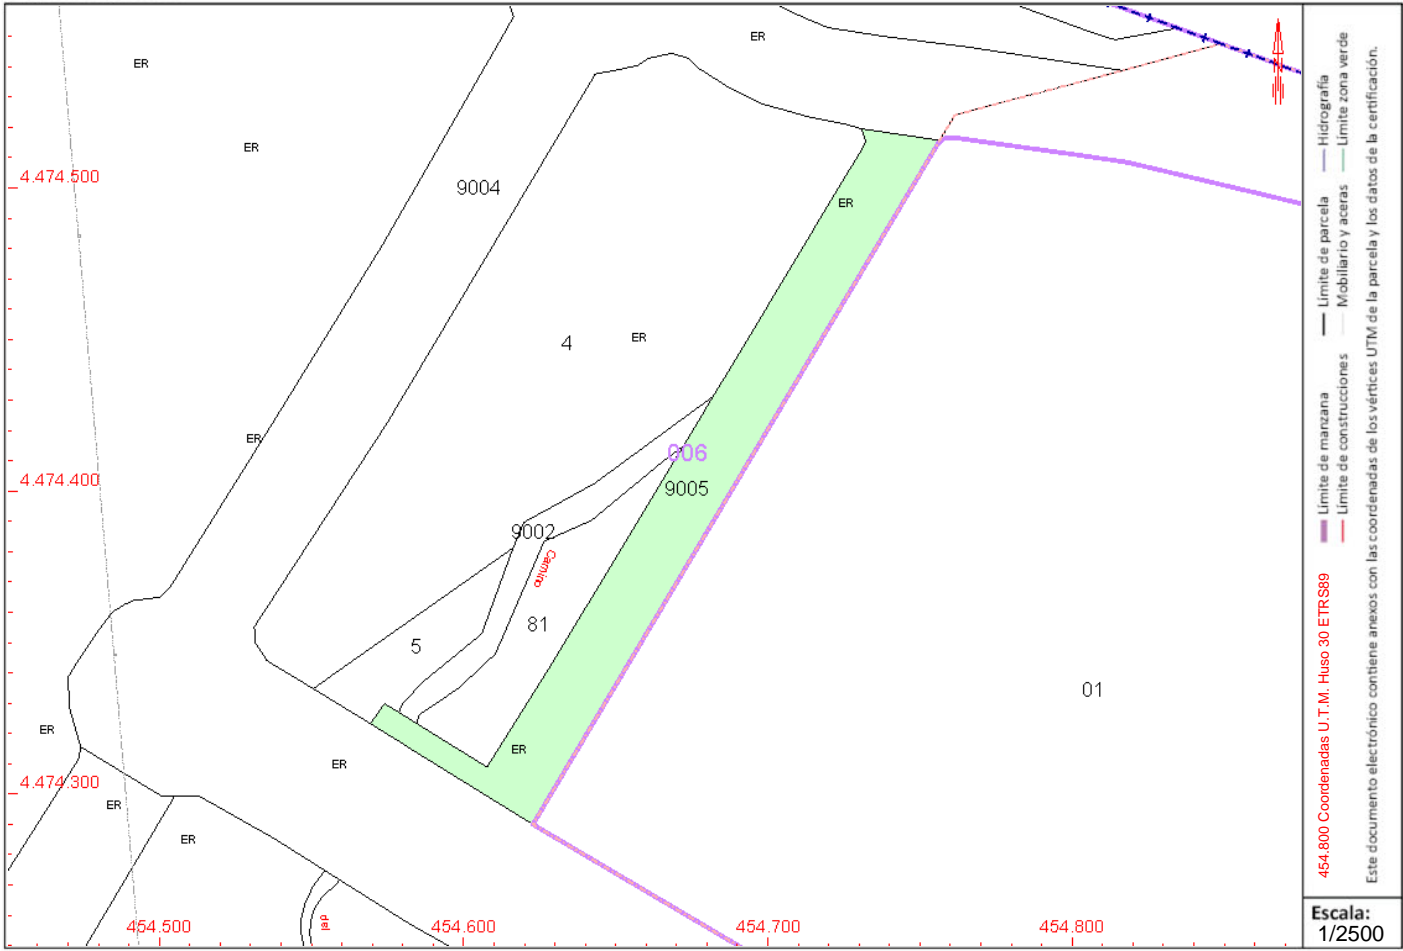 ER
ER
ER
9004
4.474.500
ER
4
ER
ER
006
9005
4.474.400
9002
Camino
81
5
01
ER
ER
ER
4.474.300
ER
ER
del
454.500
454.600
454.700
454.800
Límite de manzana
Límite de parcela
Hidrografía
Límite de construcciones
Mobiliario y aceras
Límite zona verde
454.800 Coordenadas U.T.M. Huso 30 ETRS89
Este documento electrónico contiene anexos con las coordenadas de los vértices UTM de la parcela y los datos de la certificación.
Escala:
1/2500